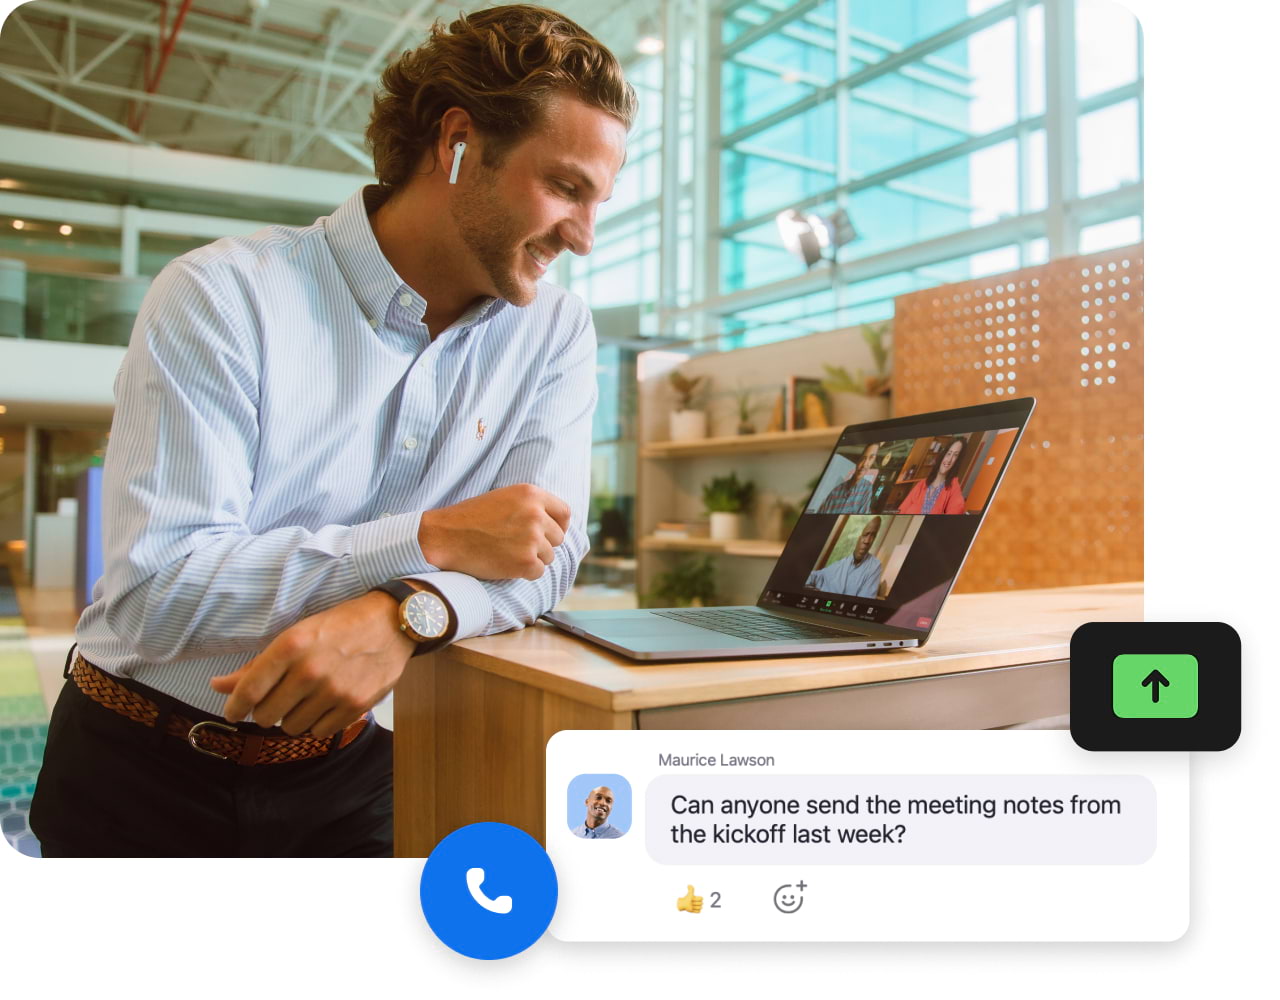 Maurice Lawson
Can anyone send the meeting notes from
the kickoff last week?
👍 2